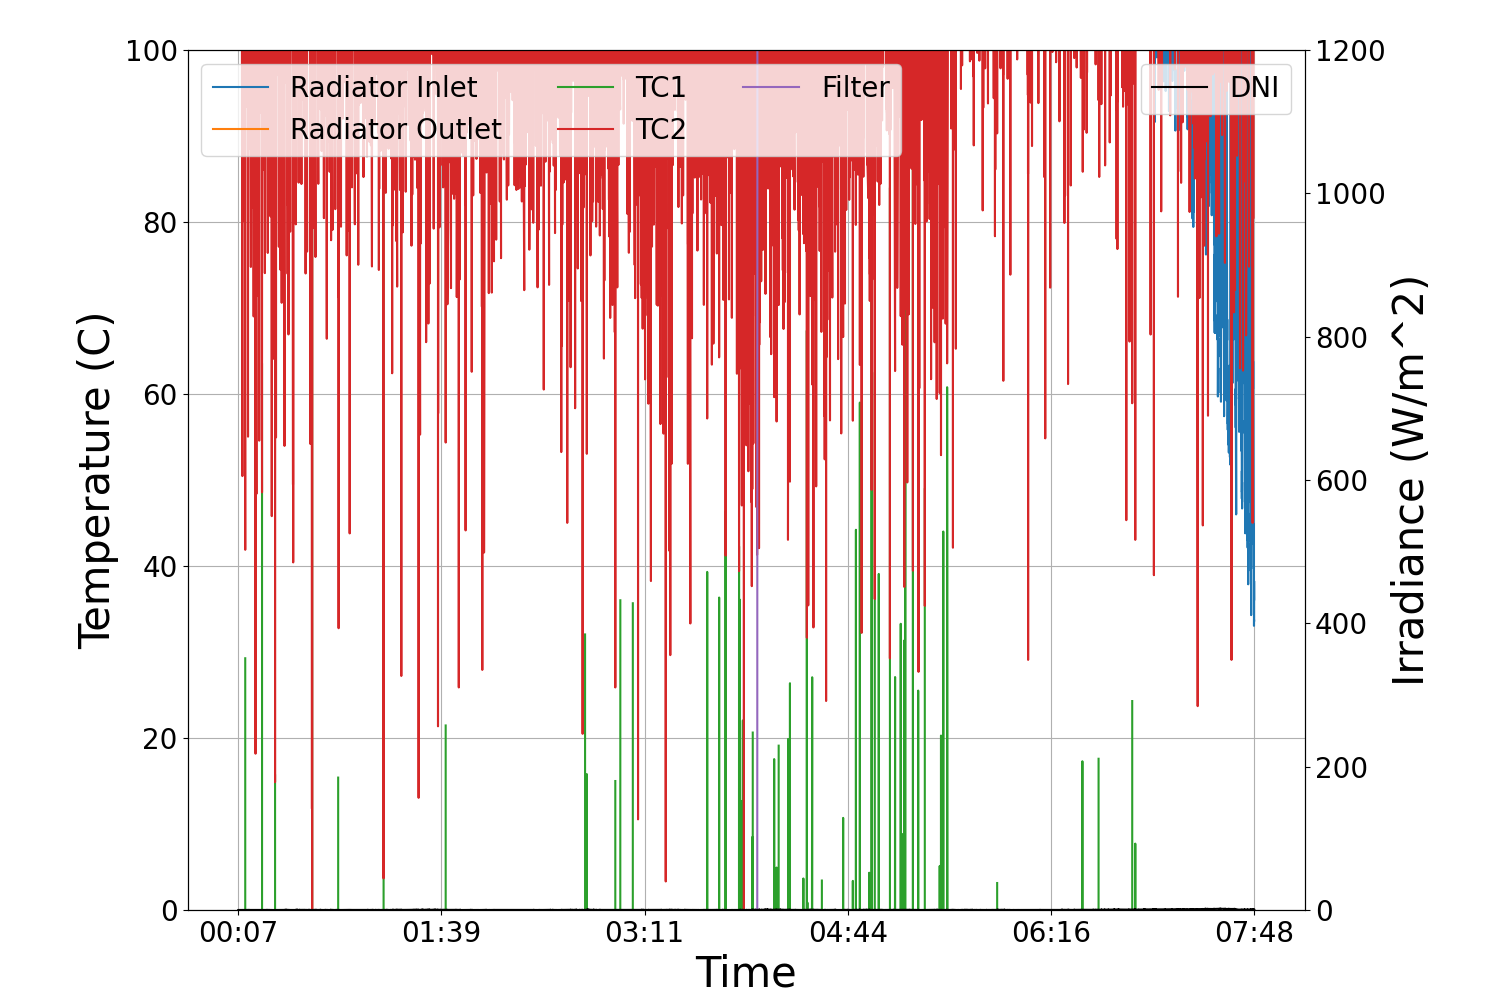 100
80
60
40
20
0
Temperature (C)
Radiator Inlet
Radiator Outlet
TC1
TC2
Filter
DNI
1200
1000
800
600
400
200
0
Irradiance (W/m^2)
00:07 01:39 03:11 04:44 06:16 07:48
Time